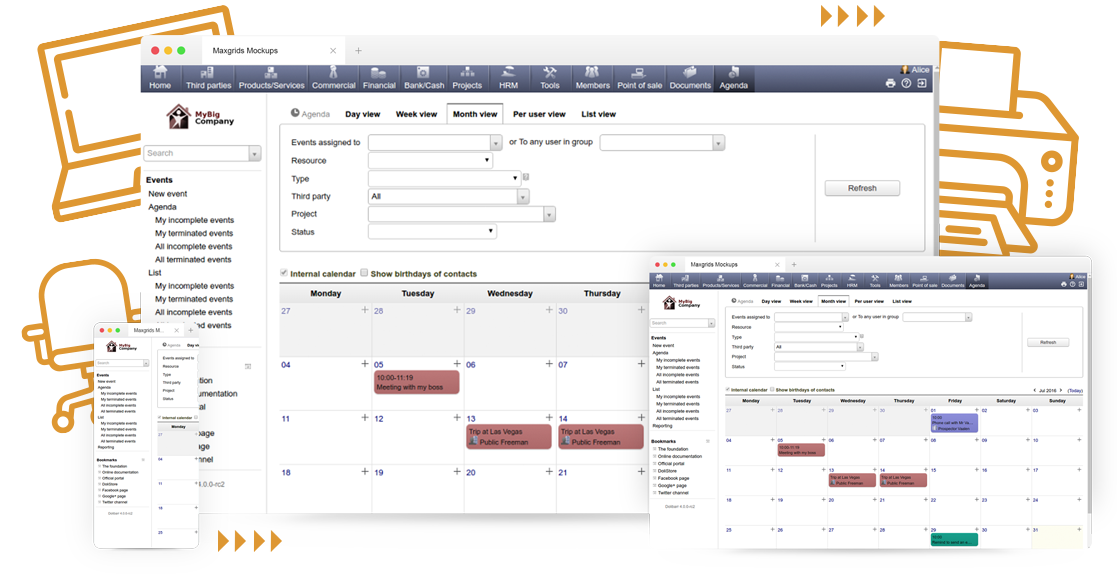 Maxgrids Mockups
Alice
Home Third parties Products/Services Commercial Financial Bank/Cash Projects HRM Tools Members Point of sale Documents Agenda
MyBig
Company
Search
Events
New event
Agenda
My incomplete events
My terminated events
All incomplete events
All terminated events
List
My incomplete events
My terminated events
All incomplete events
Agenda Day view Week view Month view Per user view List view
Events assigned to or To any user in group
Resource
Type
Third party All
Project
Status
Refresh
Internal calendar Show birthdays of contacts
Monday Tuesday Wednesday Thursday
27 28 29 30
04 05 06 07
10:00-11:19
Meeting with my boss
11 12 13 14
Trip at Las Vegas Trip at Las Vegas
Public Freeman Public Freeman
18 19 20 21
Maxgrids M...
MyBig
Company
Search
Events
New event
Agenda
My incomplete events
My terminated events
All incomplete events
All terminated events
List
My incomplete events
My terminated events
All incomplete events
All terminated events
Reporting
Bookmarks
The foundation
Online documentation
Official portal
DoliStore
Facebook page
Google+ page
Twitter channel
Dolibarr 4.0.0-rc2
Agenda Day v
Events assigned to
Resource
Type
Third party
Project
Status
Internal calendar
Monday
27
04
11
18
25
Maxgrids Mockups
Alice
Home Third parties Products/Services Commercial Financial Bank/Cash Projects HRM Tools Members Point of sale Documents Agenda
MyBig
Company
Search
Events
New event
Agenda
My incomplete events
My terminated events
All incomplete events
All terminated events
List
My incomplete events
My terminated events
All incomplete events
All terminated events
Reporting
Bookmarks
The foundation
Online documentation
Official portal
DoliStore
Facebook page
Google+ page
Twitter channel
Dolibarr 4.0.0-rc2
Agenda Day view Week view Month view Per user view List view
Events assigned to or To any user in group
Resource
Type
Third party All
Project
Status
Refresh
Internal calendar Show birthdays of contacts
Jul 2016 (Today)
Monday Tuesday Wednesday Thursday Friday Saturday Sunday
27 28 29 30 01 02 03
10:00
Phone call with Mr. Va...
Prospector Vaalen
04 05 06 07 08 09 10
10:00-11:19
Meeting with my boss
11 12 13 14 15 16 17
Trip at Las Vegas Trip at Las Vegas
Public Freeman Public Freeman
18 19 20 21 22 23 24
25 26 27 28 29 30 31
10:00
Remind to send an e...